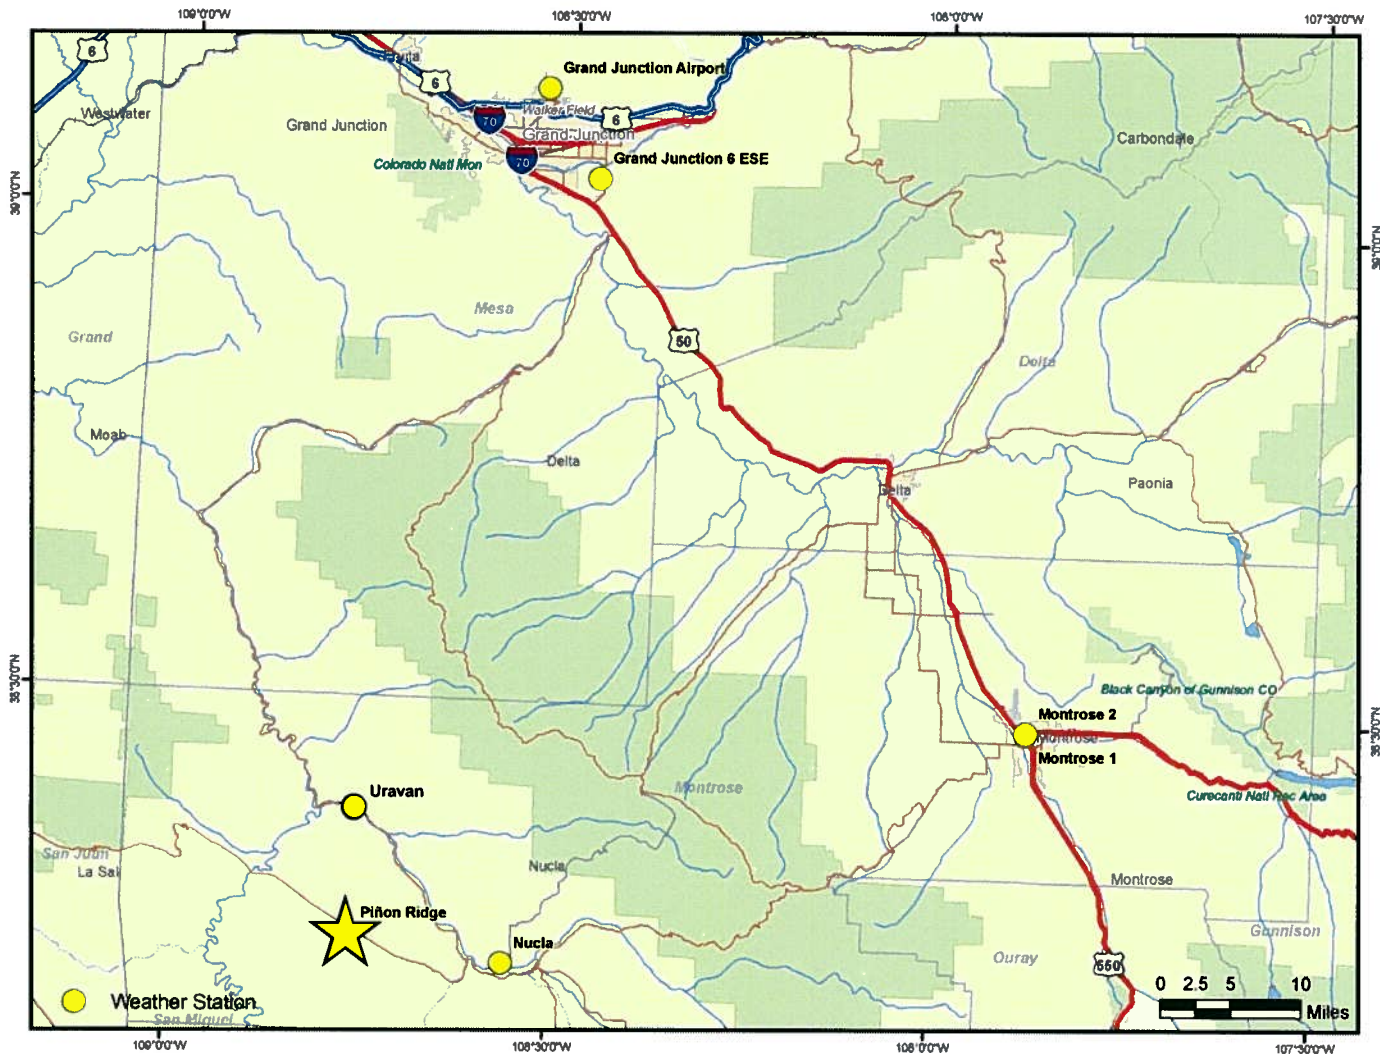 109°0'0"W
108°30'0"W
108°0'0"W
107°30'0"W
6
Fruita
6
Grand Junction Airport
Westwater
Grand Junction
70
Walker Field
6
Grand Junction
Carbondale
Colorado Natl Mon
70
Grand Junction 6 ESE
39°0'0"N
39°0'0"N
Mesa
Grand
50
Delta
Moab
Delta
Delta
Paonia
38°30'0"N
Black Canyon of Gunnison CO
Montrose 2
Montrose
38°30'0"N
Montrose 1
Uravan
Montrose
Curecanti Natl Rec Area
San Juan
La Sal
Nucla
Montrose
Piñon Ridge
Nucla
Gunnison
Ouray
550
0 2.5 5 10
Miles
Weather Station
San Miguel
109°0'0"W
108°30'0"W
108°0'0"W
107°30'0"W